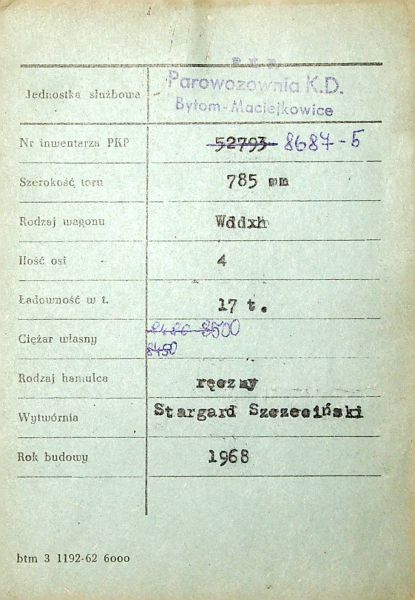 P.K.P.
Jednostka służbowa Parowozownia K.D.
Bytom-Maciejkowice
Nr inwentarza PKP 52793 8687-5
Szerokość toru 785 mm
Rodzaj wagonu Wddxh
Ilość osi 4
Ładowność w t. 17 t.
Ciężar własny 8500
8450
Rodzaj hamulca ręczny
Wytwórnia Stargard Szczeciński
Rok budowy 1968
btm 3 1192-62 6000